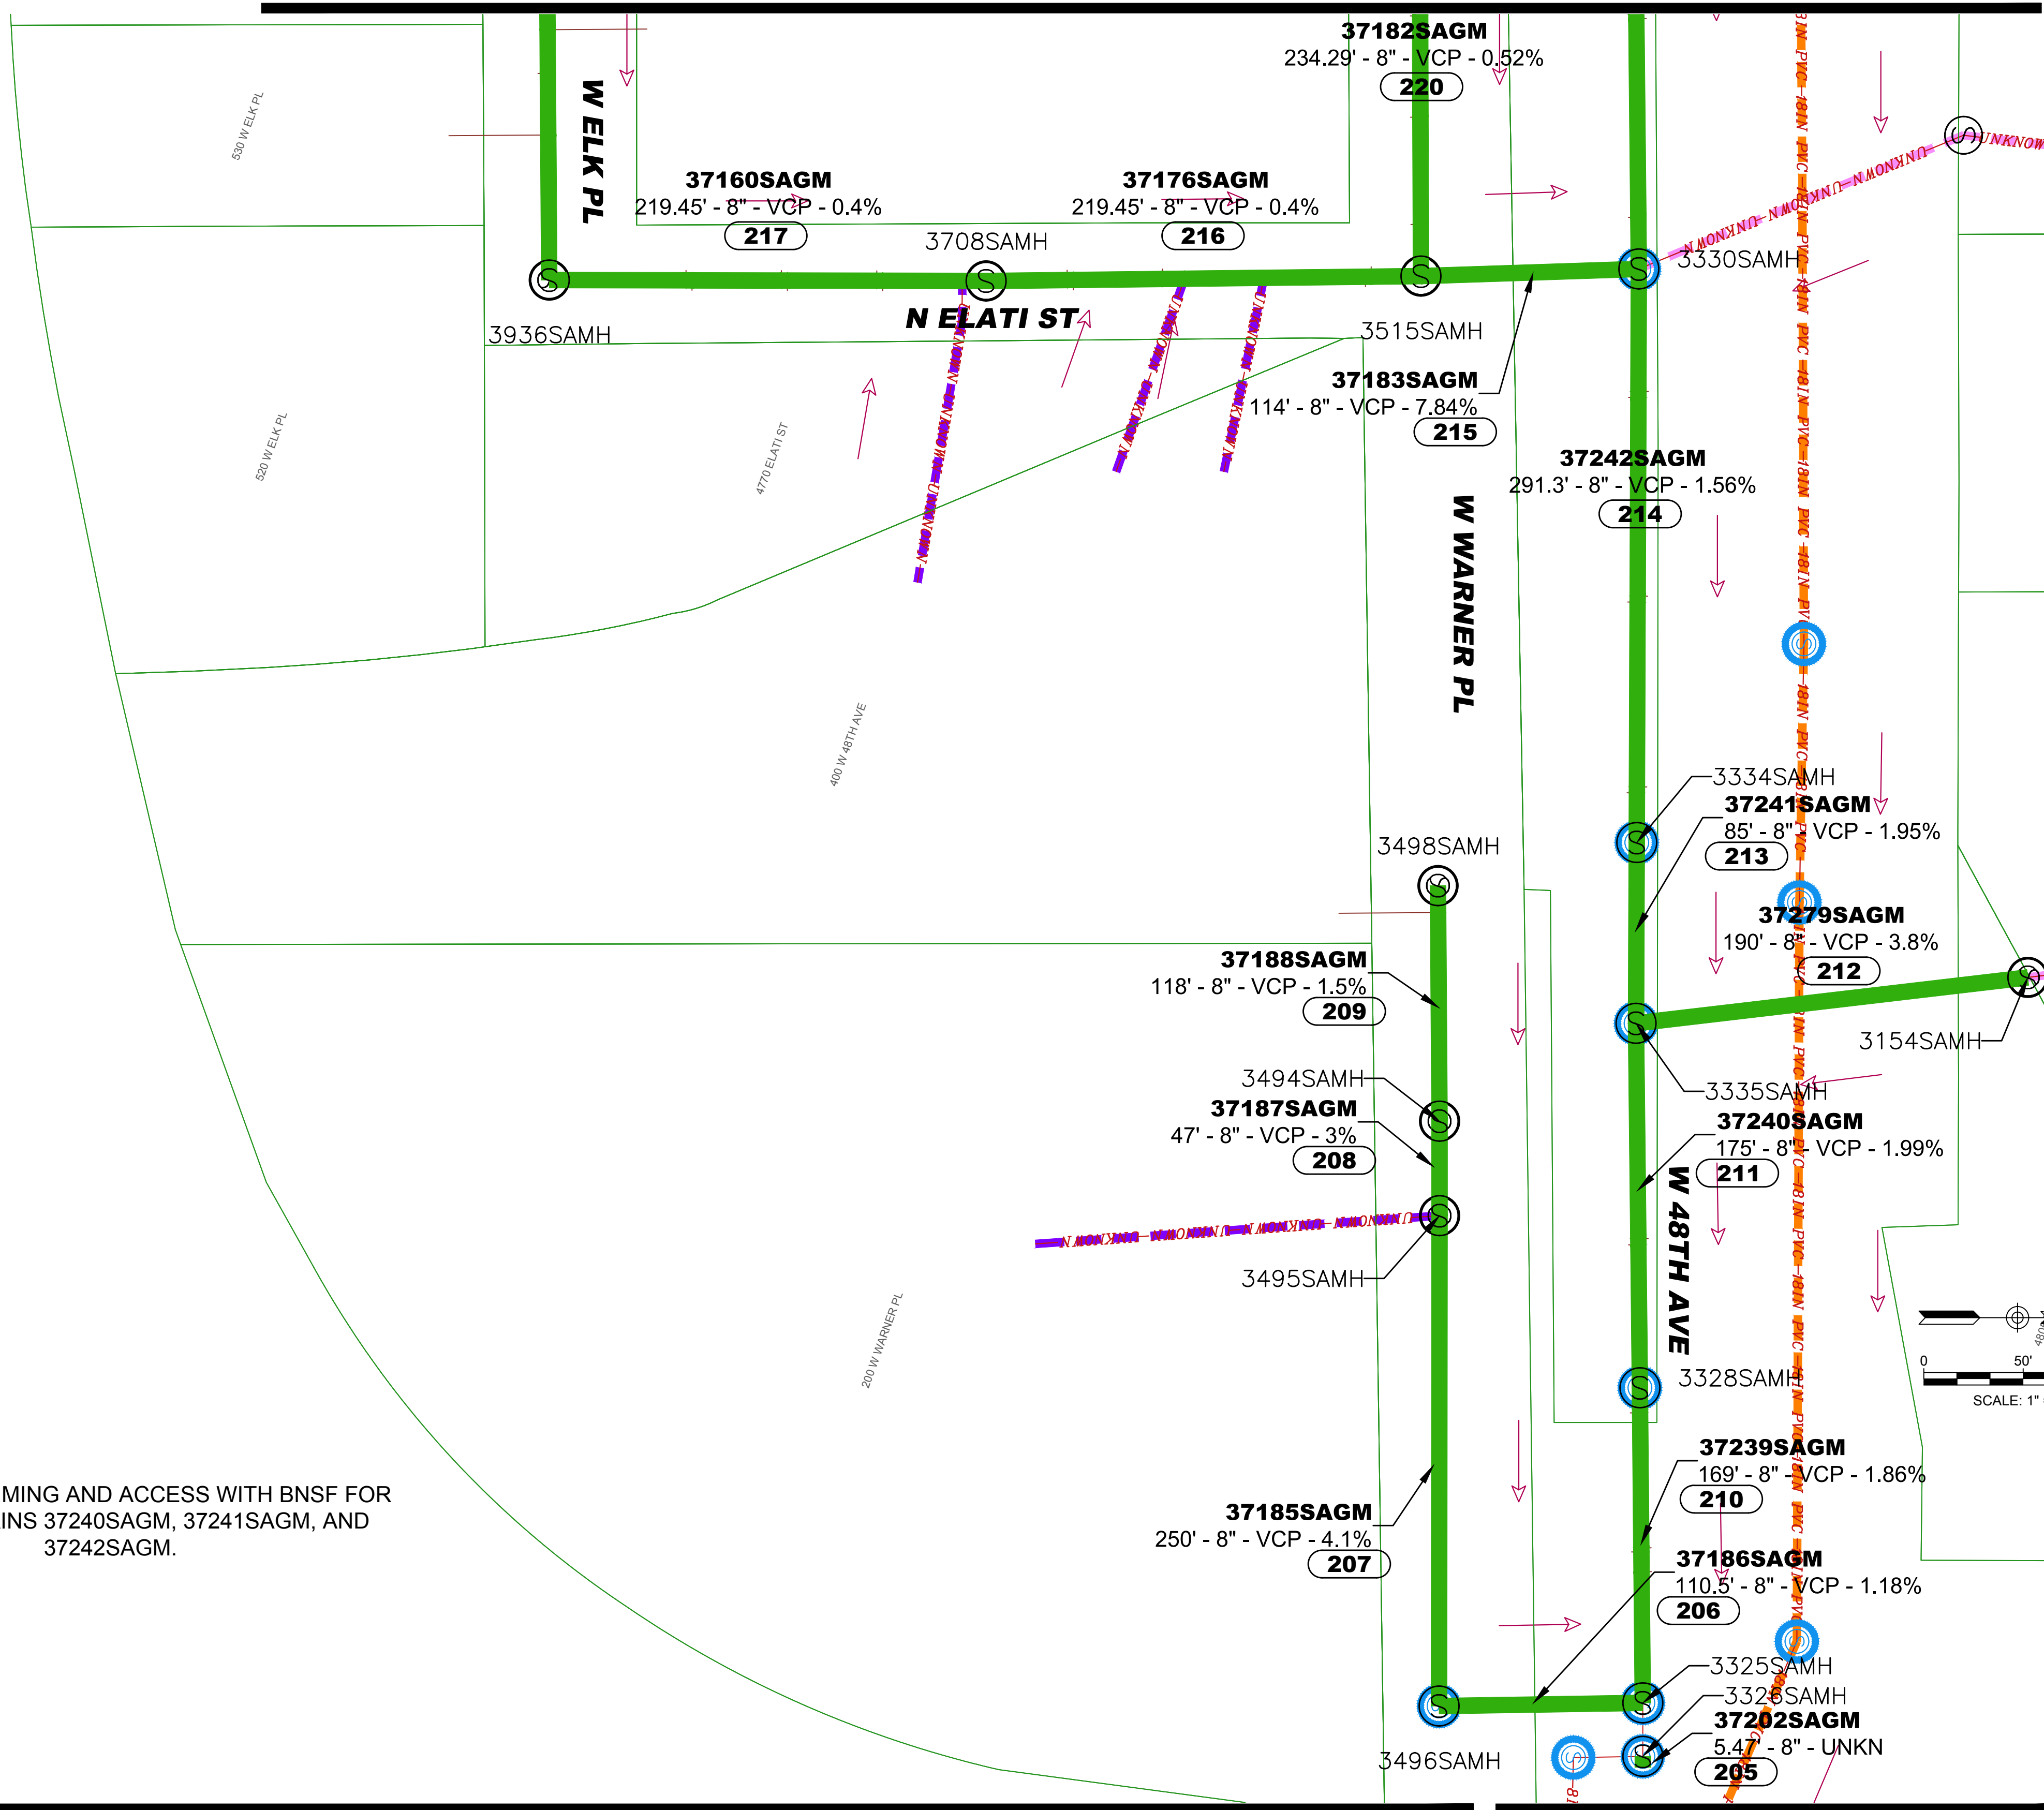 37182SAGM
234.29' - 8" - VCP - 0.52%
220
W ELK PL
530 W ELK PL
37160SAGM
219.45' - 8" - VCP - 0.4%
217
37176SAGM
219.45' - 8" - VCP - 0.4%
216
3708SAMH
3330SAMH
N ELATI ST
3936SAMH
3515SAMH
37183SAGM
114' - 8" - VCP - 7.84%
215
520 W ELK PL
4770 ELATI ST
37242SAGM
291.3' - 8" - VCP - 1.56%
214
W WARNER PL
400 W 48TH AVE
3334SAMH
37241SAGM
85' - 8" - VCP - 1.95%
213
3498SAMH
37279SAGM
190' - 8" - VCP - 3.8%
212
37188SAGM
118' - 8" - VCP - 1.5%
209
3154SAMH
3494SAMH
3335SAMH
37187SAGM
47' - 8" - VCP - 3%
208
37240SAGM
175' - 8" - VCP - 1.99%
211
W 48TH AVE
UNKNOWN
3495SAMH
200 W WARNER PL
3328SAMH
0 50'
SCALE: 1"
37239SAGM
169' - 8" - VCP - 1.86%
210
MING AND ACCESS WITH BNSF FOR
INS 37240SAGM, 37241SAGM, AND
37242SAGM.
37185SAGM
250' - 8" - VCP - 4.1%
207
37186SAGM
110.5' - 8" - VCP - 1.18%
206
3325SAMH
37202SAGM
5.47' - 8" - UNKN
205
3496SAMH
18IN PVC